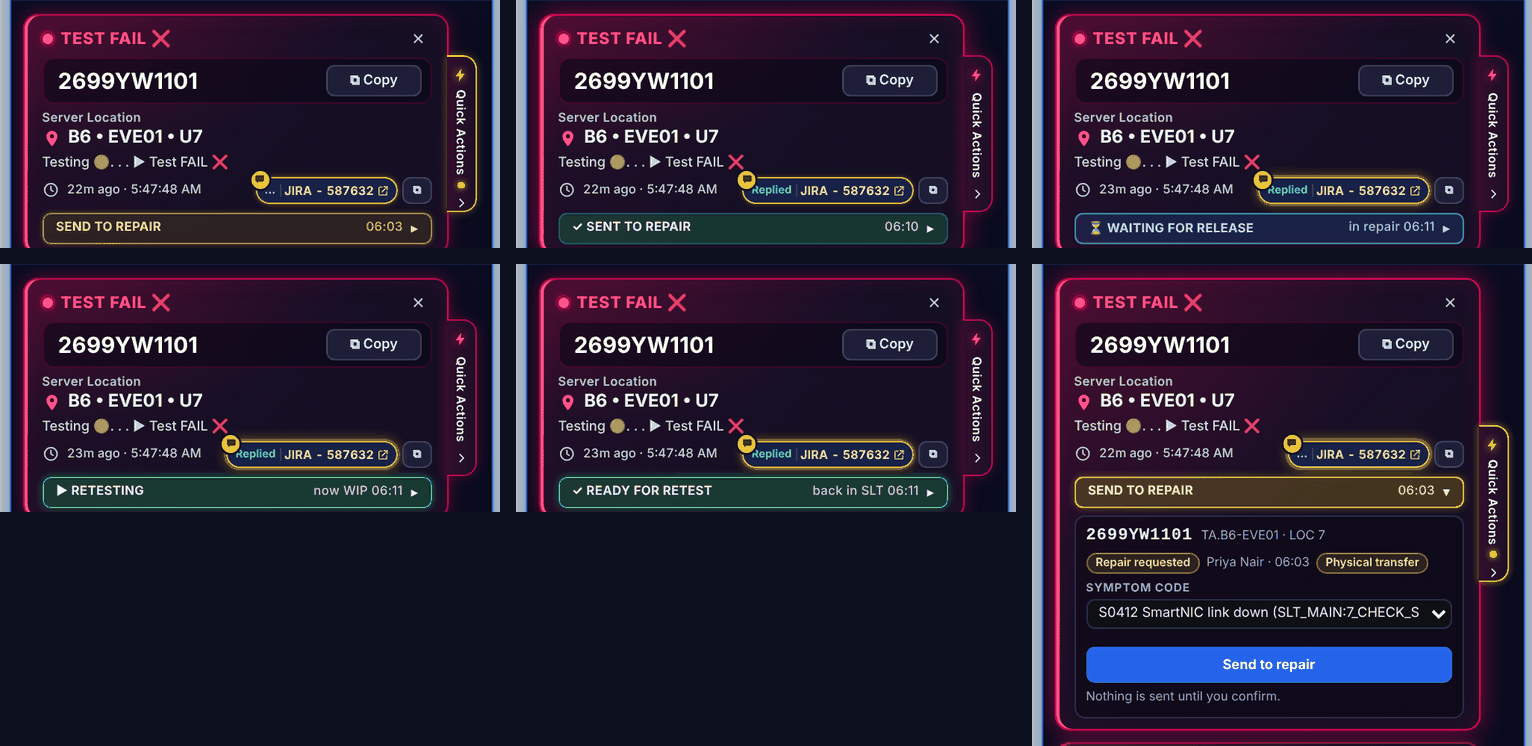 TEST FAIL ❌ ×
2699YW1101 Copy
Server Location
B6 • EVE01 • U7
Testing . . . ▶ Test FAIL ❌
22m ago · 5:47:48 AM ... JIRA - 587632
SEND TO REPAIR 06:03 ▶
Quick Actions
TEST FAIL ❌ ×
2699YW1101 Copy
Server Location
B6 • EVE01 • U7
Testing . . . ▶ Test FAIL ❌
22m ago · 5:47:48 AM Replied JIRA - 587632
✓ SENT TO REPAIR 06:10 ▶
Quick Actions
TEST FAIL ❌ ×
2699YW1101 Copy
Server Location
B6 • EVE01 • U7
Testing . . . ▶ Test FAIL ❌
23m ago · 5:47:48 AM Replied JIRA - 587632
⏳ WAITING FOR RELEASE in repair 06:11 ▶
Quick Actions
TEST FAIL ❌ ×
2699YW1101 Copy
Server Location
B6 • EVE01 • U7
Testing . . . ▶ Test FAIL ❌
23m ago · 5:47:48 AM Replied JIRA - 587632
▶ RETESTING now WIP 06:11 ▶
Quick Actions
TEST FAIL ❌ ×
2699YW1101 Copy
Server Location
B6 • EVE01 • U7
Testing . . . ▶ Test FAIL ❌
23m ago · 5:47:48 AM Replied JIRA - 587632
✓ READY FOR RETEST back in SLT 06:11 ▶
Quick Actions
TEST FAIL ❌ ×
2699YW1101 Copy
Server Location
B6 • EVE01 • U7
Testing . . . ▶ Test FAIL ❌
22m ago · 5:47:48 AM ... JIRA - 587632
SEND TO REPAIR 06:03 ▼
2699YW1101 TA.B6-EVE01 · LOC 7
Repair requested Priya Nair · 06:03 Physical transfer
SYMPTOM CODE
S0412 SmartNIC link down (SLT_MAIN:7_CHECK_S
Send to repair
Nothing is sent until you confirm.
Quick Actions